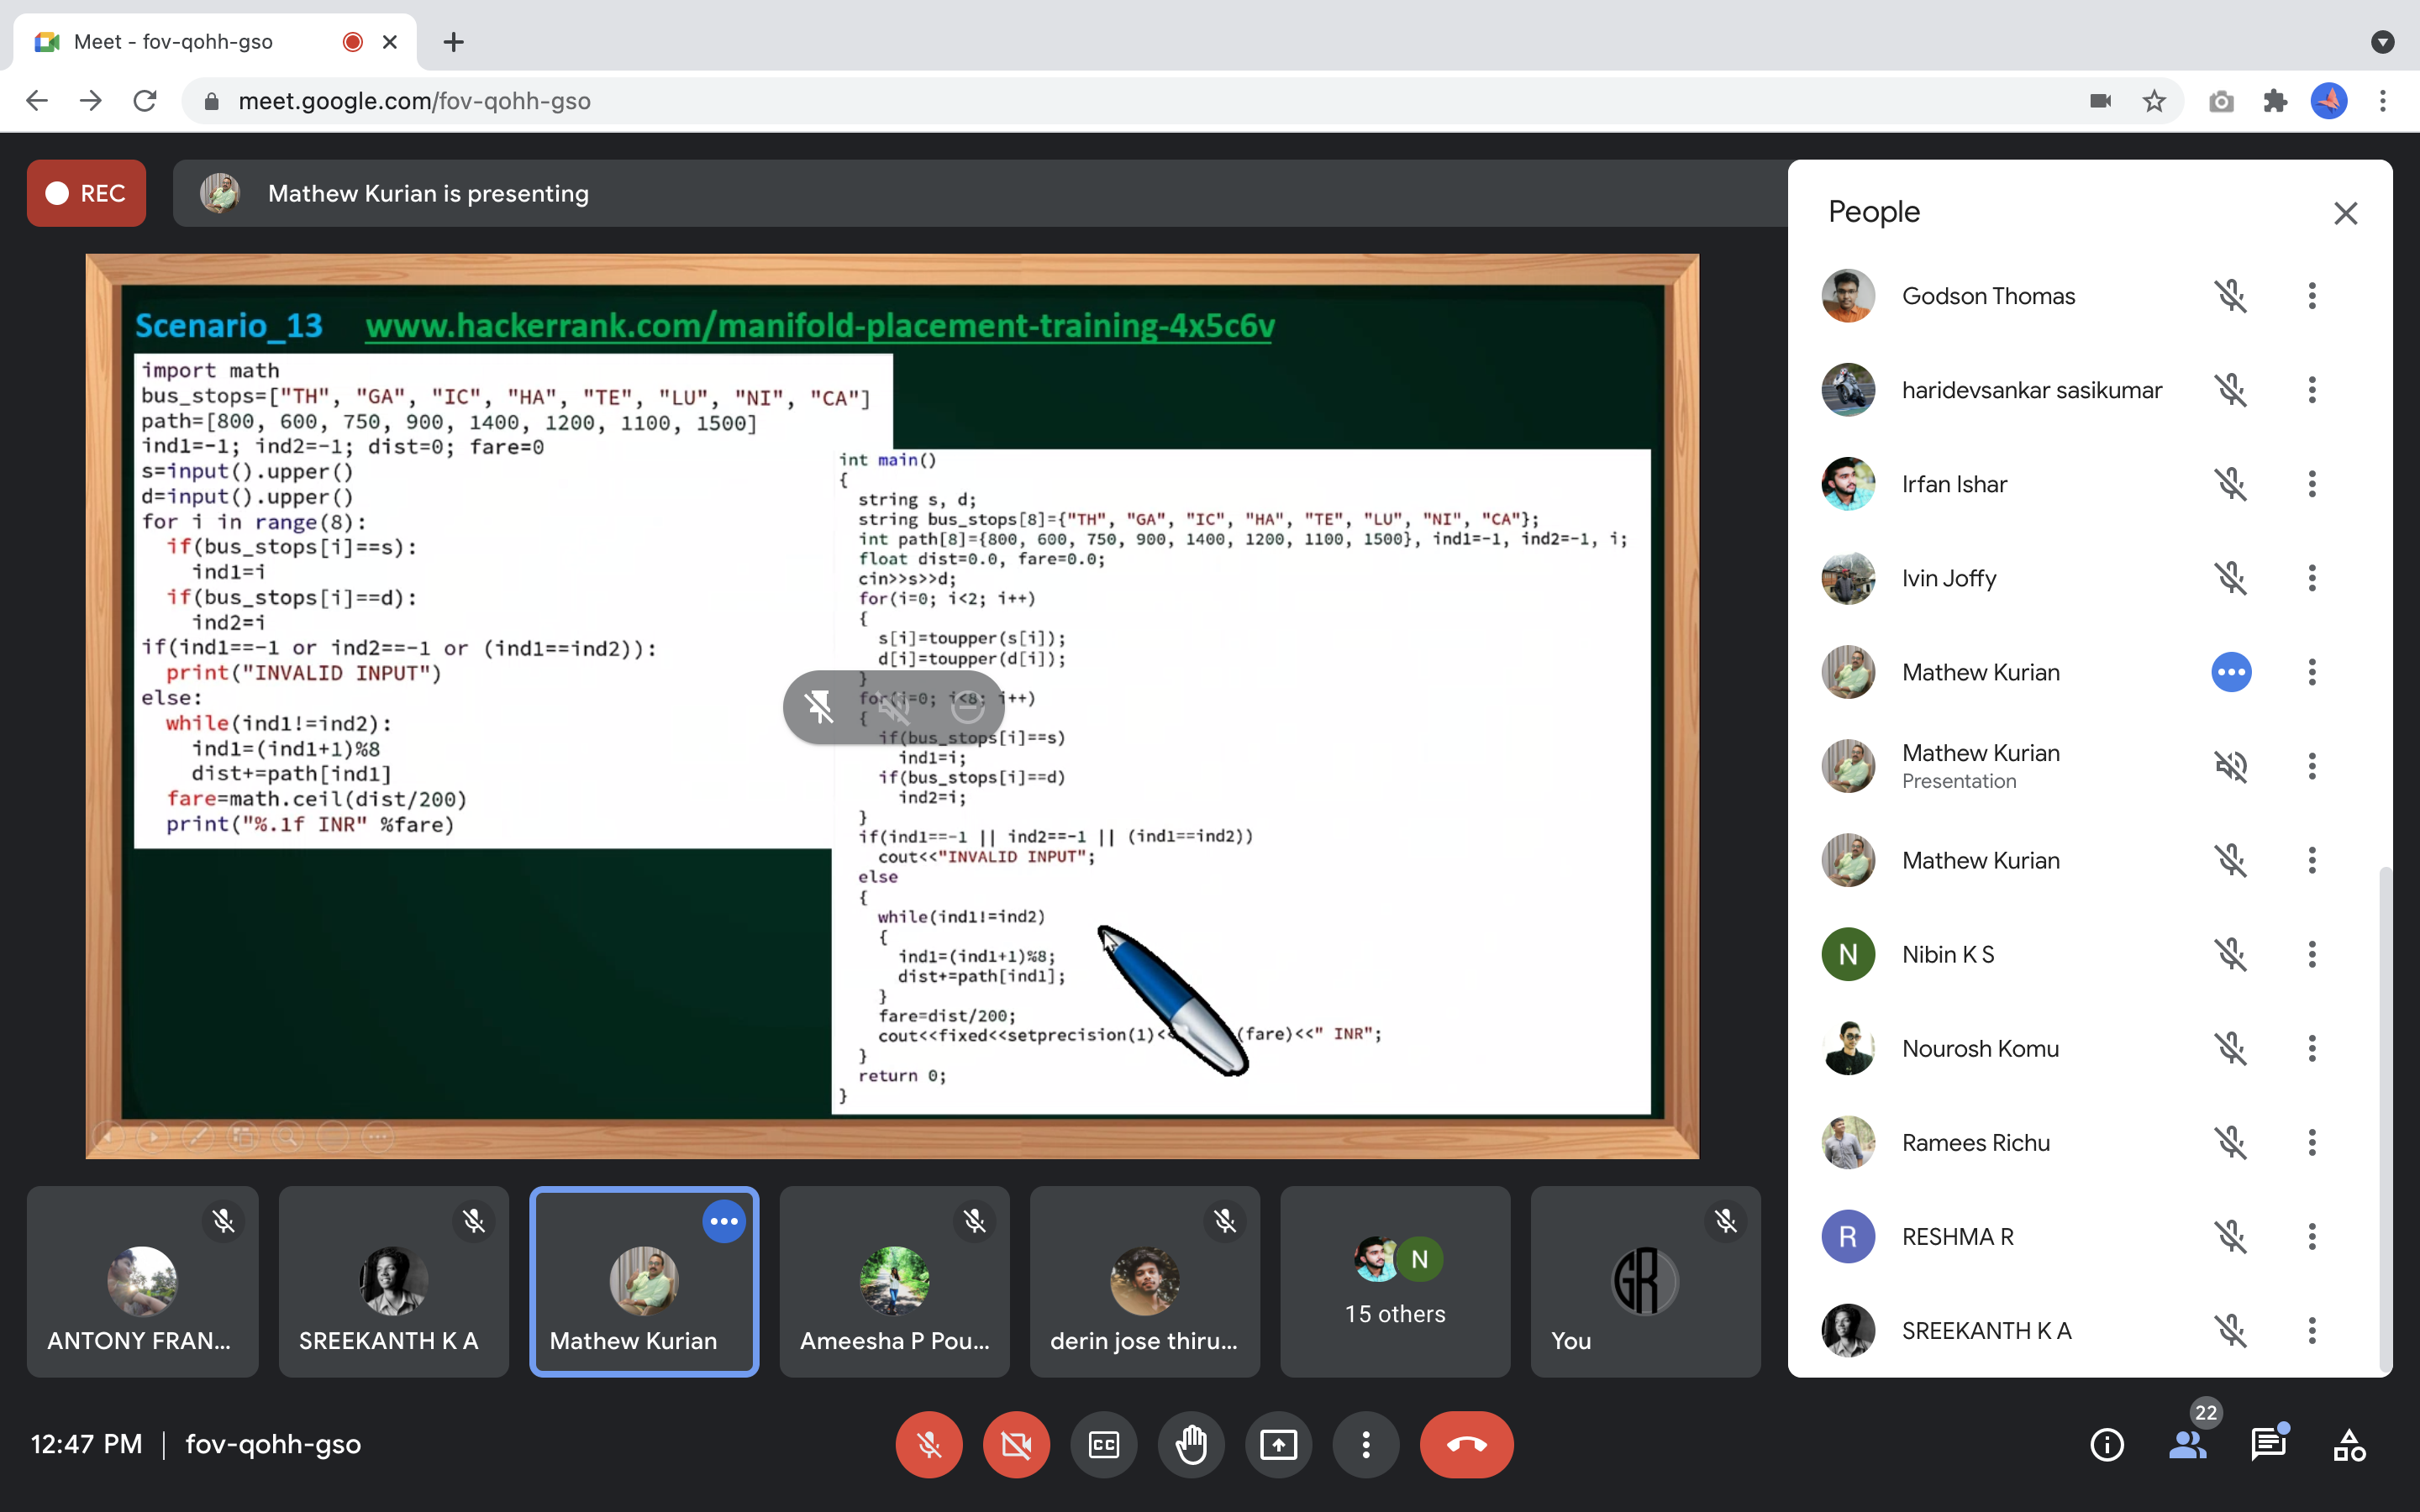 Meet - fov-qohh-gso
meet.google.com/fov-qohh-gso
REC
Mathew Kurian is presenting
Scenario_13 www.hackerrank.com/manifold-placement-training-4x5c6v
import math
bus_stops=["TH", "GA", "IC", "HA", "TE", "LU", "NI", "CA"]
path=[800, 600, 750, 900, 1400, 1200, 1100, 1500]
ind1=-1; ind2=-1; dist=0; fare=0
s=input().upper()
d=input().upper()
for i in range(8):
if(bus_stops[i]==s):
ind1=i
if(bus_stops[i]==d):
ind2=i
if(ind1==-1 or ind2==-1 or (ind1==ind2)):
print("INVALID INPUT")
else:
while(ind1!=ind2):
ind1=(ind1+1)%8
dist+=path[ind1]
fare=math.ceil(dist/200)
print("%.1f INR" %fare)
int main()
{
string s, d;
string bus_stops[8]={"TH", "GA", "IC", "HA", "TE", "LU", "NI", "CA"};
int path[8]={800, 600, 750, 900, 1400, 1200, 1100, 1500}, ind1=-1, ind2=-1, i;
float dist=0.0, fare=0.0;
cin>>s>>d;
for(i=0; i<2; i++)
{
s[i]=toupper(s[i]);
d[i]=toupper(d[i]);
}
for(i=0; i<8; i++)
{
if(bus_stops[i]==s)
ind1=i;
if(bus_stops[i]==d)
ind2=i;
}
if(ind1==-1 || ind2==-1 || (ind1==ind2))
cout<<"INVALID INPUT";
else
{
while(ind1!=ind2)
{
ind1=(ind1+1)%8;
dist+=path[ind1];
}
fare=dist/200;
cout<<fixed<<setprecision(1)<< (fare)<<" INR";
}
return 0;
}
People
Godson Thomas
haridevsankar sasikumar
Irfan Ishar
Ivin Joffy
Mathew Kurian
Mathew Kurian
Presentation
Mathew Kurian
N Nibin K S
Nourosh Komu
Ramees Richu
R RESHMA R
SREEKANTH K A
ANTONY FRAN...
SREEKANTH K A
Mathew Kurian
Ameesha P Pou...
derin jose thiru...
N
15 others
GR
You
12:47 PM | fov-qohh-gso
CC
22